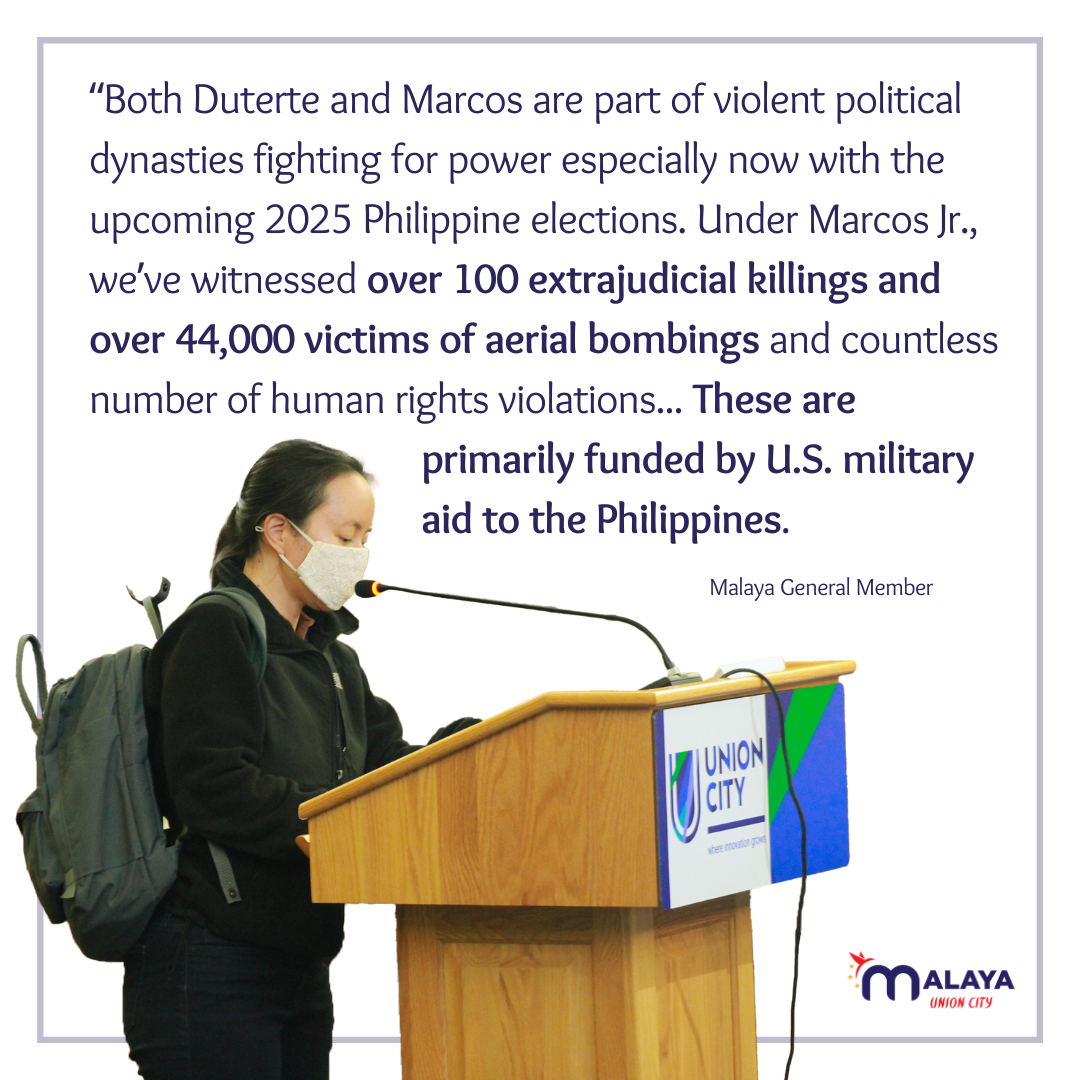 “Both Duterte and Marcos are part of violent political
dynasties fighting for power especially now with the
upcoming 2025 Philippine elections. Under Marcos Jr.,
we’ve witnessed over 100 extrajudicial killings and
over 44,000 victims of aerial bombings and countless
number of human rights violations... These are
primarily funded by U.S. military
aid to the Philippines.
Malaya General Member
UNION
CITY
where innovation grows
MALAYA
UNION CITY